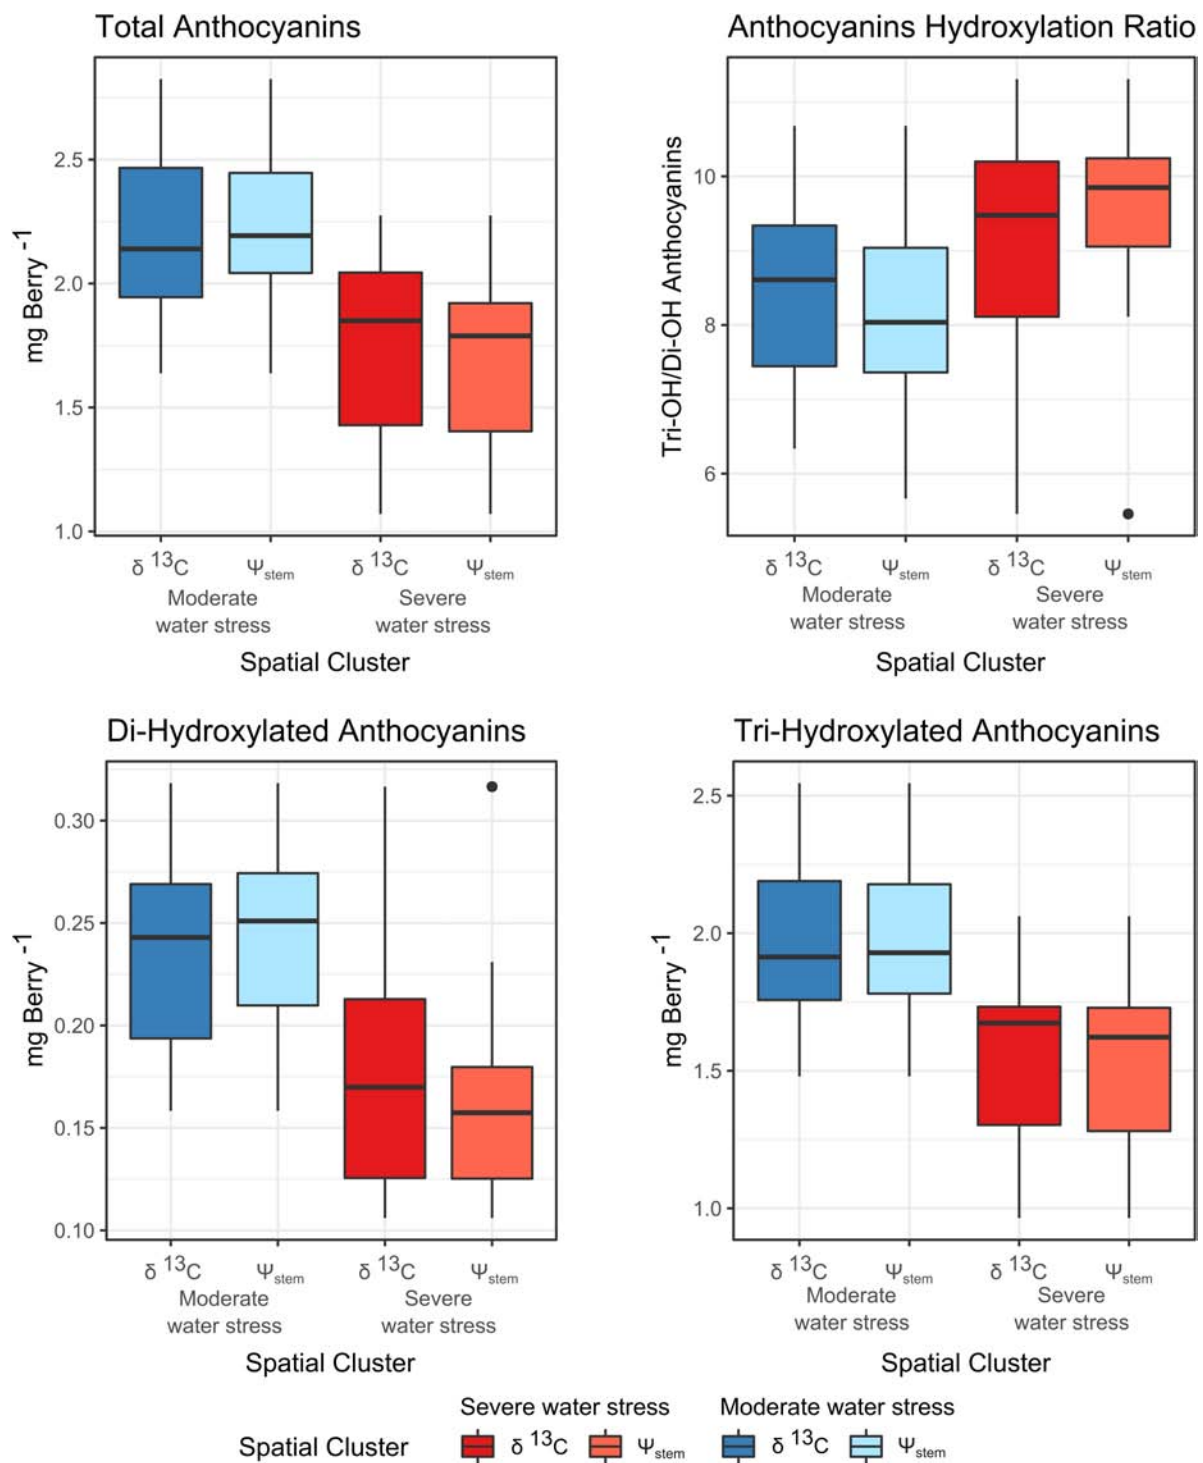 Total Anthocyanins
mg Berry -1
2.5
2.0
1.5
1.0
δ 13C Ψstem δ 13C Ψstem
Moderate water stress
Severe water stress
Spatial Cluster
Anthocyanins Hydroxylation Ratio
Tri-OH/Di-OH Anthocyanins
10
8
6
δ 13C Ψstem δ 13C Ψstem
Moderate water stress
Severe water stress
Spatial Cluster
Di-Hydroxylated Anthocyanins
mg Berry -1
0.30
0.25
0.20
0.15
0.10
δ 13C Ψstem δ 13C Ψstem
Moderate water stress
Severe water stress
Spatial Cluster
Tri-Hydroxylated Anthocyanins
mg Berry -1
2.5
2.0
1.5
1.0
δ 13C Ψstem δ 13C Ψstem
Moderate water stress
Severe water stress
Spatial Cluster
Severe water stress Moderate water stress
Spatial Cluster δ 13C Ψstem δ 13C Ψstem